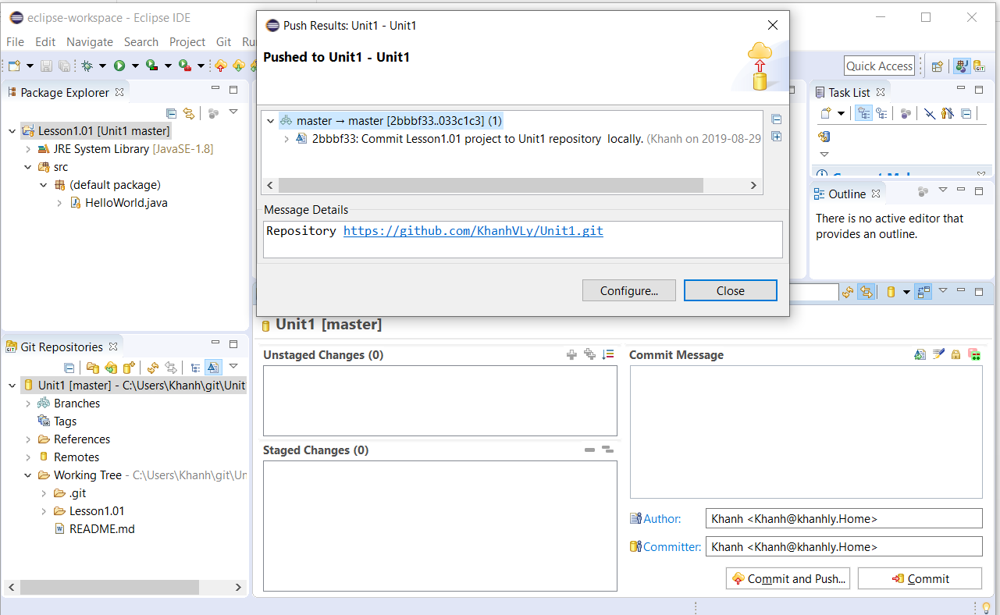 eclipse-workspace - Eclipse IDE
File Edit Navigate Search Project Git Ru
Quick Access
Push Results: Unit1 - Unit1
Pushed to Unit1 - Unit1
master → master [2bbbf33..033c1c3] (1)
2bbbf33: Commit Lesson1.01 project to Unit1 repository locally. (Khanh on 2019-08-29
Message Details
Repository https://github.com/KhanhVLy/Unit1.git
Configure...
Close
Package Explorer
Lesson1.01 [Unit1 master]
JRE System Library [JavaSE-1.8]
src
(default package)
HelloWorld.java
Task List
Outline
There is no active editor that
provides an outline.
Git Repositories
Unit1 [master] - C:\Users\Khanh\git\Unit
Branches
Tags
References
Remotes
Working Tree - C:\Users\Khanh\git\Un
.git
Lesson1.01
README.md
Unit1 [master]
Unstaged Changes (0)
Staged Changes (0)
Commit Message
Author: Khanh <Khanh@khanhly.Home>
Committer: Khanh <Khanh@khanhly.Home>
Commit and Push...
Commit